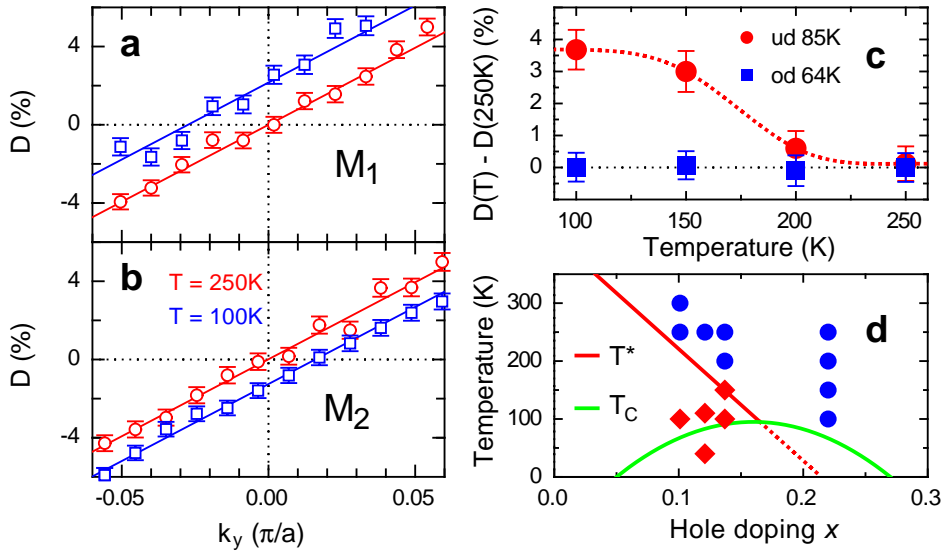 a
D (%)
4
0
-4
M1
b
T = 250K
T = 100K
D (%)
4
0
-4
M2
-0.05
0.00
0.05
ky (π/a)
c
ud 85K
od 64K
D(T) - D(250K) (%)
4
3
2
1
0
100
150
200
250
Temperature (K)
d
T*
TC
Temperature (K)
300
200
100
0
0.0
0.1
0.2
0.3
Hole doping x